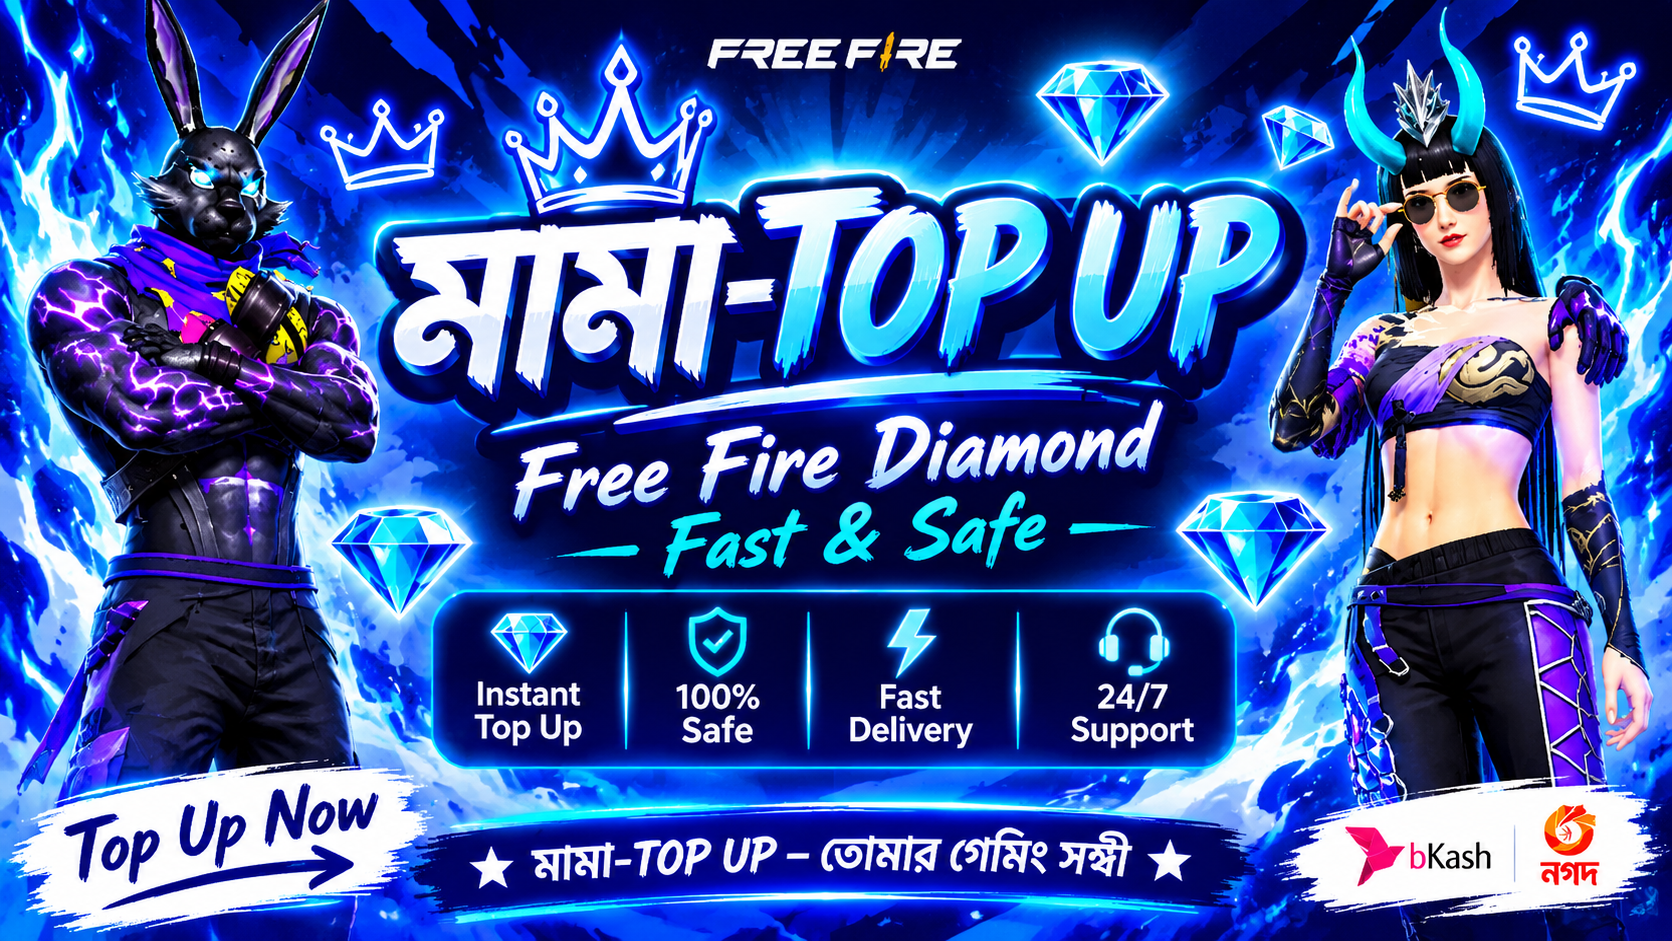 FREE FIRE
মামা-TOP UP
Free Fire Diamond
Fast & Safe
Instant
Top Up
100%
Safe
Fast
Delivery
24/7
Support
Top Up Now
মামা-TOP UP – তোমার গেমিং সঙ্গী
bKash
নগদ